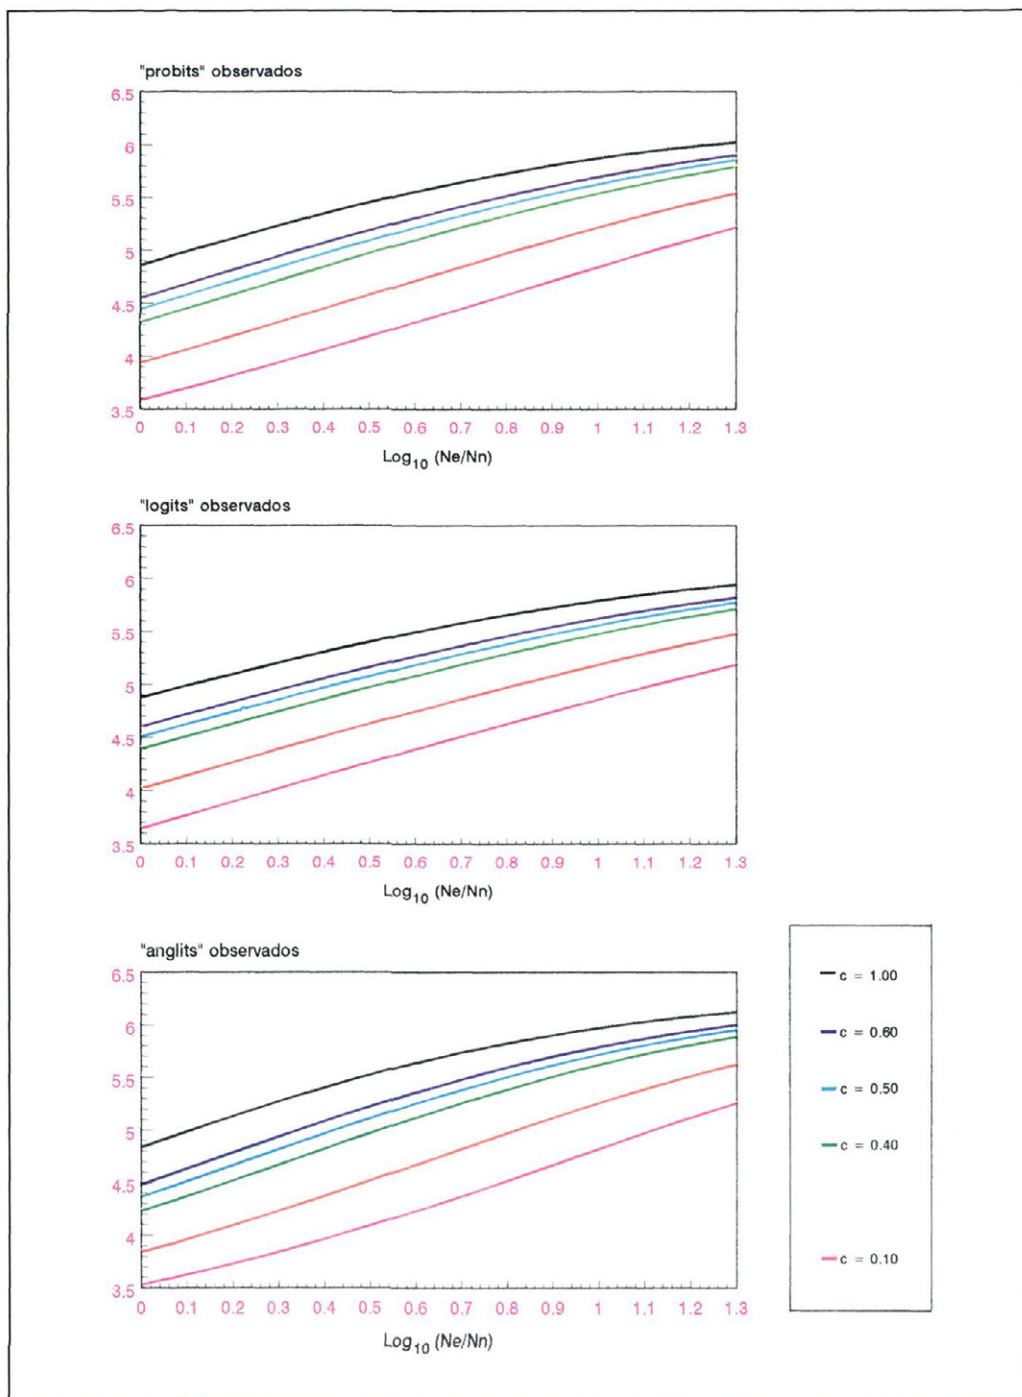 "probits" observados
6.5
6
5.5
5
4.5
4
3.5
0 0.1 0.2 0.3 0.4 0.5 0.6 0.7 0.8 0.9 1 1.1 1.2 1.3
Log10 (Ne/Nn)
"logits" observados
6.5
6
5.5
5
4.5
4
3.5
0 0.1 0.2 0.3 0.4 0.5 0.6 0.7 0.8 0.9 1 1.1 1.2 1.3
Log10 (Ne/Nn)
"anglits" observados
6.5
6
5.5
5
4.5
4
3.5
0 0.1 0.2 0.3 0.4 0.5 0.6 0.7 0.8 0.9 1 1.1 1.2 1.3
Log10 (Ne/Nn)
c = 1.00
c = 0.60
c = 0.50
c = 0.40
c = 0.10